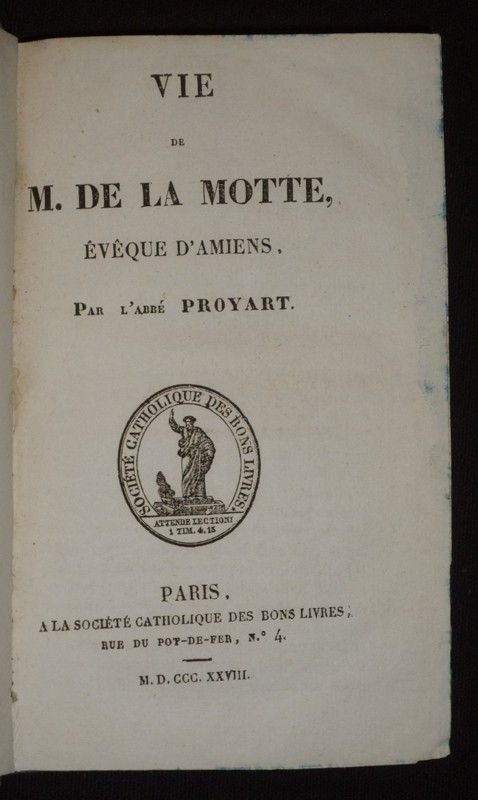 VIE
DE
M. DE LA MOTTE,
ÉVÊQUE D'AMIENS.
PAR L'ABBÉ PROYART.
SOCIÉTÉ CATHOLIQUE DES BONS LIVRES.
ATTENDE LECTIONI
1 TIM. 4. 13
PARIS.
A LA SOCIÉTÉ CATHOLIQUE DES BONS LIVRES,
RUE DU POT-DE-FER, N.° 4.
M. D. CCC. XXVIII.